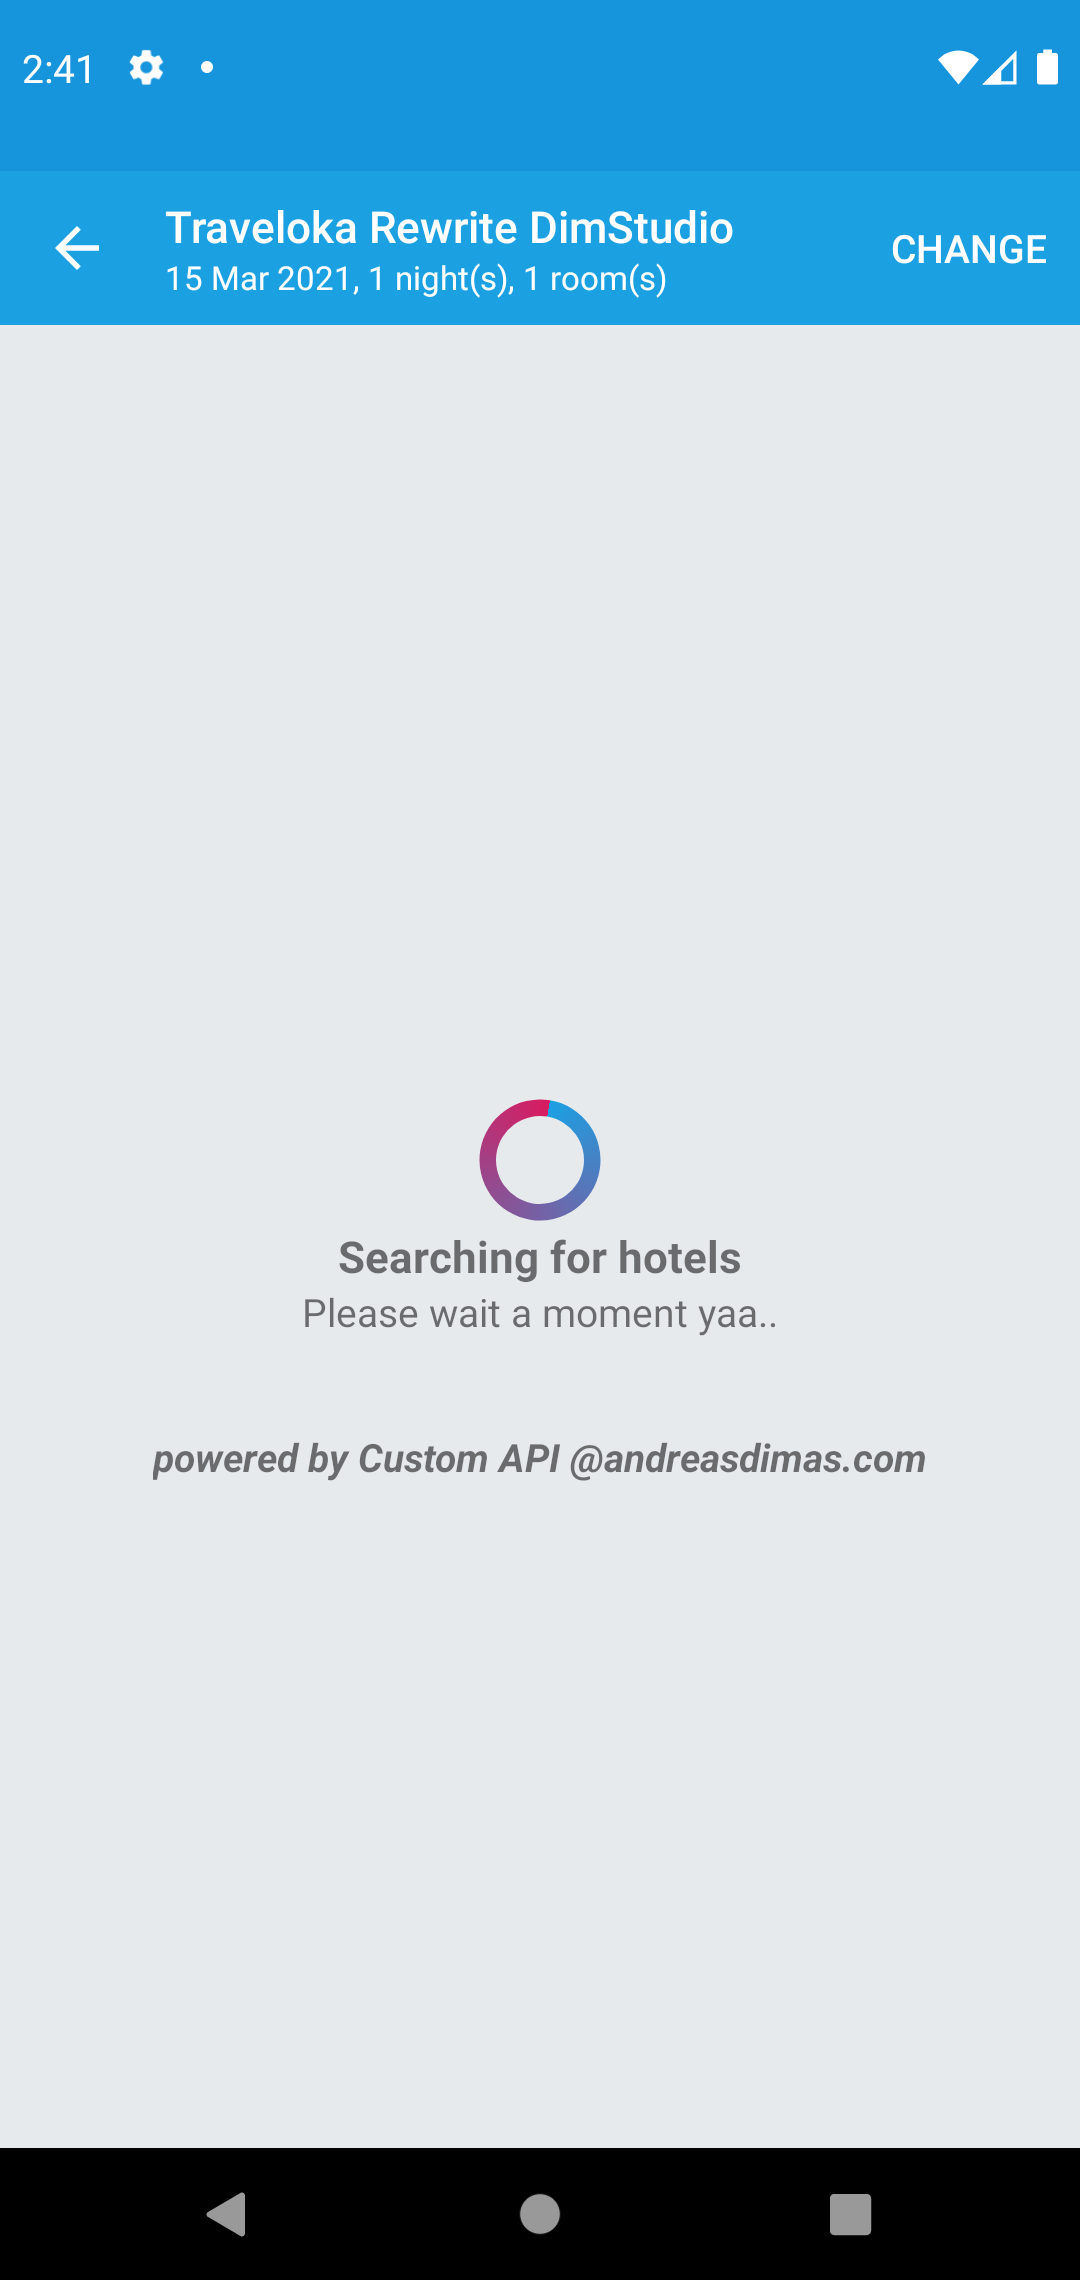 2:41
Traveloka Rewrite DimStudio
15 Mar 2021, 1 night(s), 1 room(s)
CHANGE
Searching for hotels
Please wait a moment yaa..
powered by Custom API @andreasdimas.com